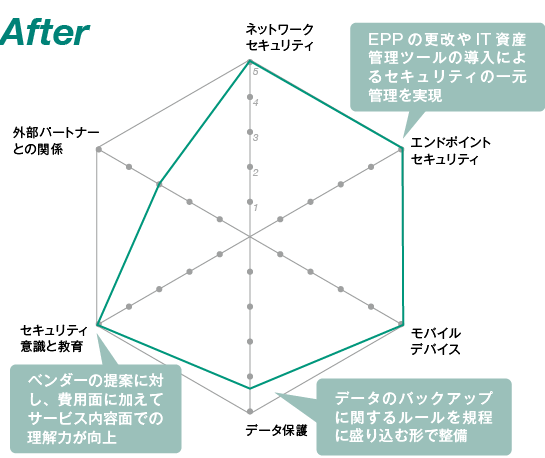 After
ネットワーク
セキュリティ
EPP の更改や IT 資産
管理ツールの導入によ
るセキュリティの一元
管理を実現
5
4
3
2
1
外部パートナー
との関係
エンドポイント
セキュリティ
セキュリティ
意識と教育
モバイル
デバイス
ベンダーの提案に対
し、費用面に加えて
サービス内容面での
理解力が向上
データ保護
データのバックアップ
に関するルールを規程
に盛り込む形で整備